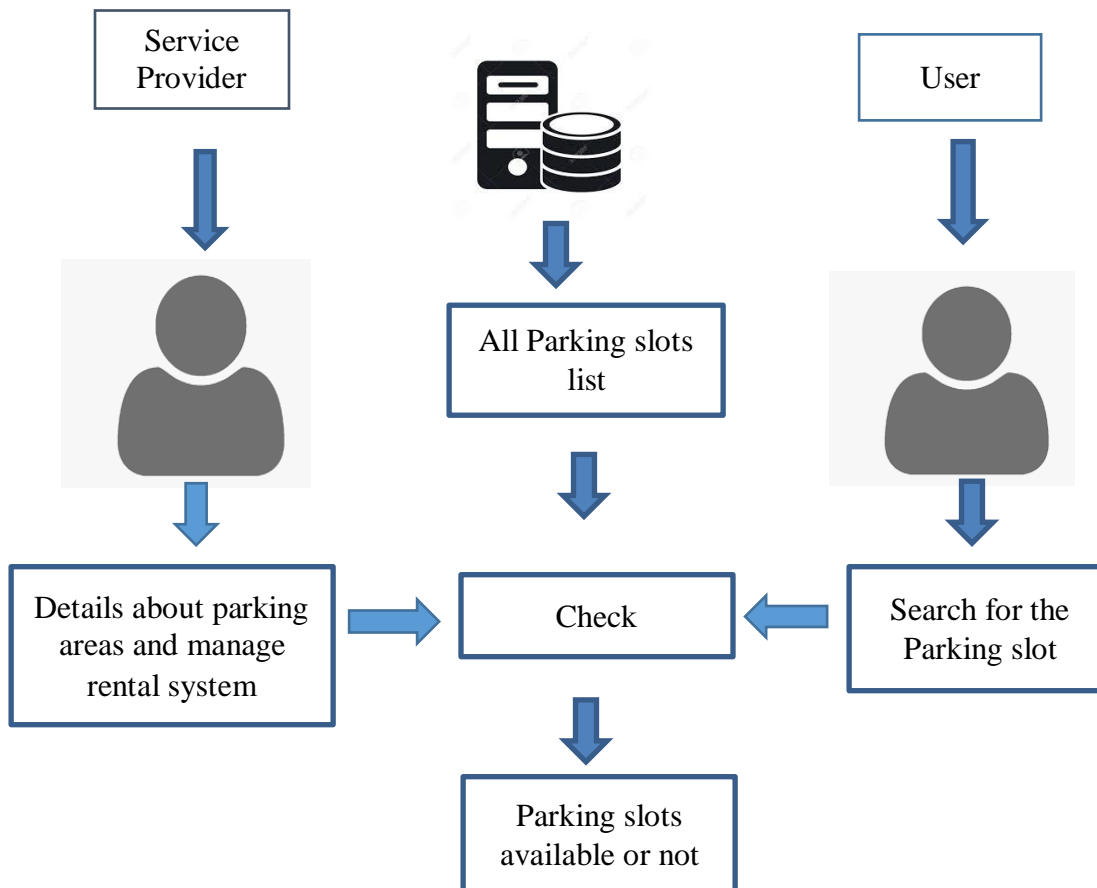 Service
Provider
User
All Parking slots
list
Details about parking
areas and manage
rental system
Check
Search for the
Parking slot
Parking slots
available or not